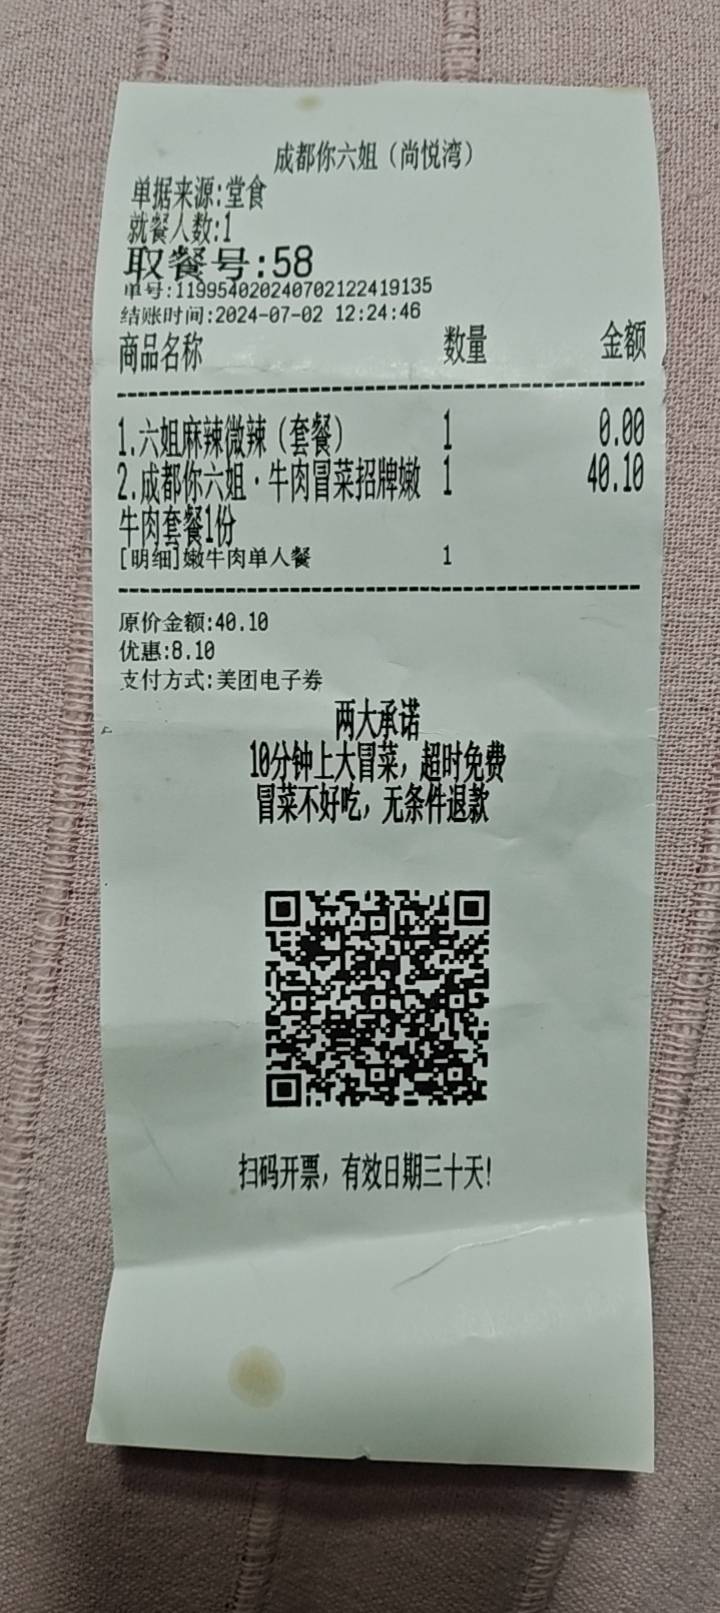 成都你六姐（尚悦湾）
单据来源:堂食
就餐人数:1
取餐号:58
单号:119954020240702122419135
结账时间:2024-07-02 12:24:46
商品名称 数量 金额
1.六姐麻辣微辣（套餐） 1 0.00
2.成都你六姐·牛肉冒菜招牌嫩 1 40.10
牛肉套餐1份
[明细]嫩牛肉单人餐 1
原价金额:40.10
优惠:8.10
支付方式:美团电子券
两大承诺
10分钟上大冒菜，超时免费
冒菜不好吃，无条件退款
扫码开票，有效日期三十天!